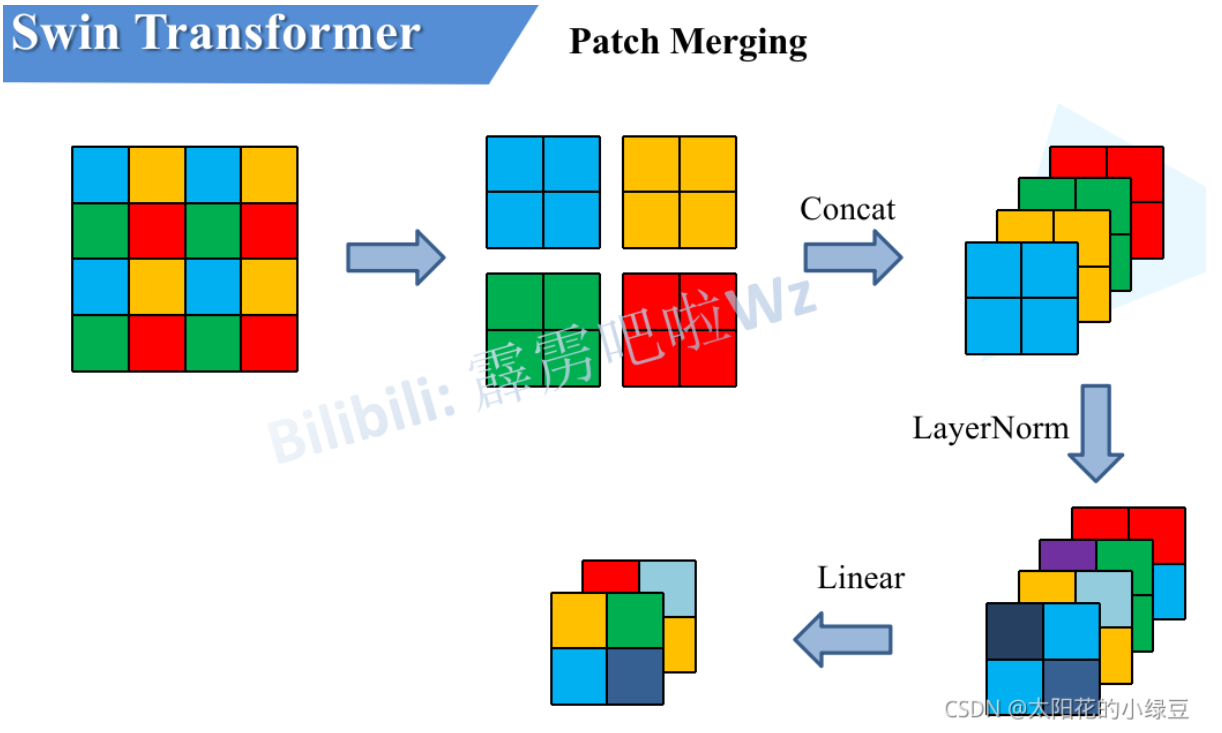 Swin Transformer
Patch Merging
Concat
Bilibili: 霹雳吧啦Wz
LayerNorm
Linear
CSDN @太阳花的小绿豆